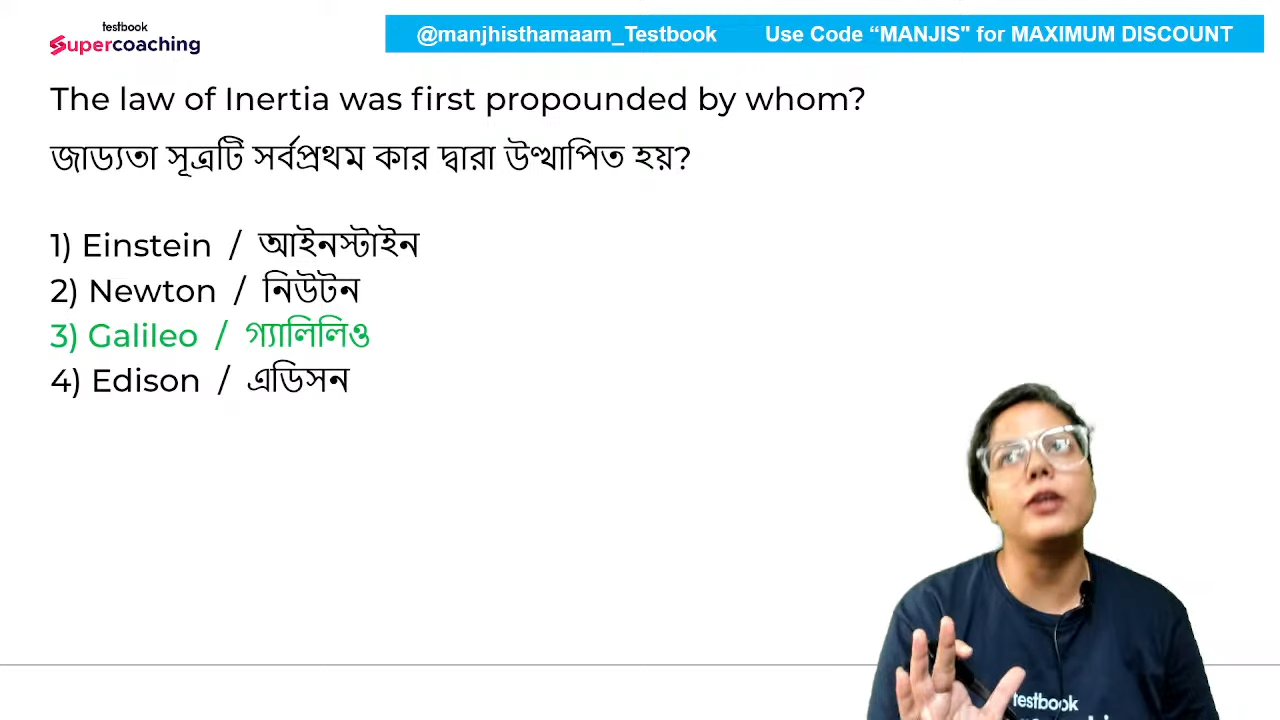 testbook
Supercoaching
@manjhisthamaam_Testbook Use Code “MANJIS" for MAXIMUM DISCOUNT
The law of Inertia was first propounded by whom?
জাড্যতা সূত্রটি সর্বপ্রথম কার দ্বারা উত্থাপিত হয়?
1) Einstein / আইনস্টাইন
2) Newton / নিউটন
3) Galileo / গ্যালিলিও
4) Edison / এডিসন
testbook